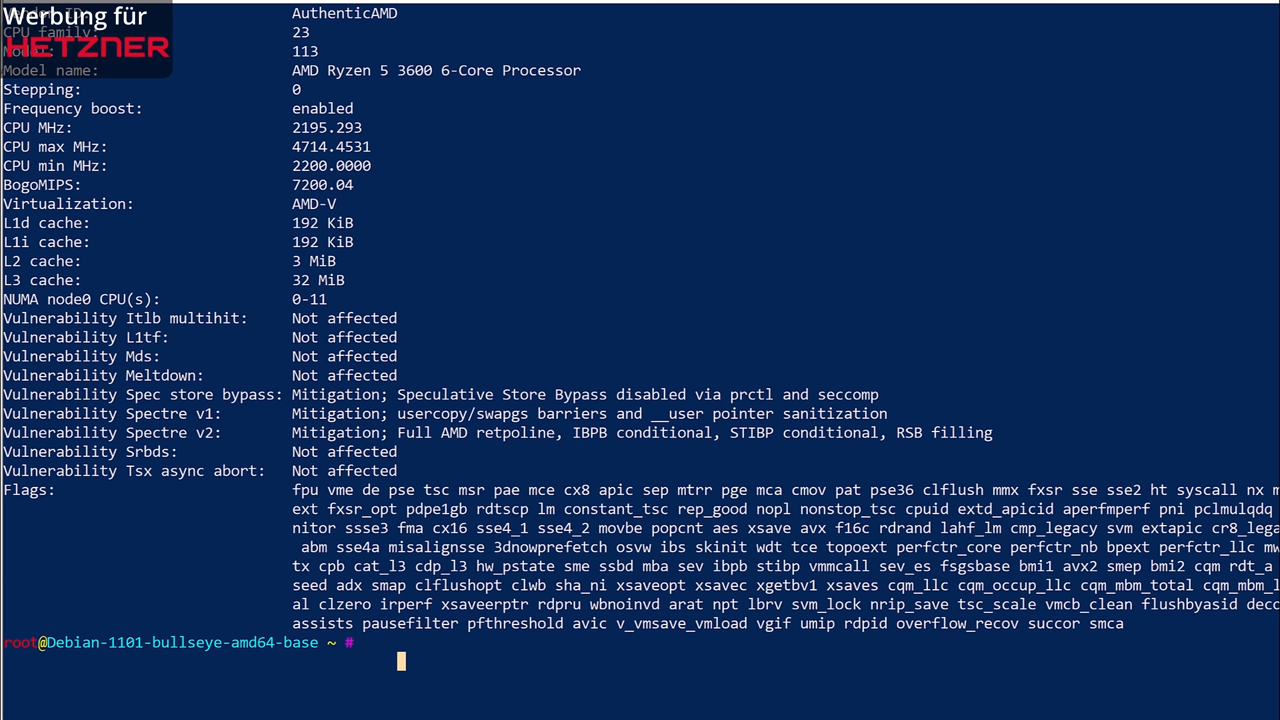 Werbung für
HETZNER
AuthenticAMD
CPU family: 23
Model: 113
Model name: AMD Ryzen 5 3600 6-Core Processor
Stepping: 0
Frequency boost: enabled
CPU MHz: 2195.293
CPU max MHz: 4714.4531
CPU min MHz: 2200.0000
BogoMIPS: 7200.04
Virtualization: AMD-V
L1d cache: 192 KiB
L1i cache: 192 KiB
L2 cache: 3 MiB
L3 cache: 32 MiB
NUMA node0 CPU(s): 0-11
Vulnerability Itlb multihit: Not affected
Vulnerability L1tf: Not affected
Vulnerability Mds: Not affected
Vulnerability Meltdown: Not affected
Vulnerability Spec store bypass: Mitigation; Speculative Store Bypass disabled via prctl and seccomp
Vulnerability Spectre v1: Mitigation; usercopy/swapgs barriers and __user pointer sanitization
Vulnerability Spectre v2: Mitigation; Full AMD retpoline, IBPB conditional, STIBP conditional, RSB filling
Vulnerability Srbds: Not affected
Vulnerability Tsx async abort: Not affected
Flags: fpu vme de pse tsc msr pae mce cx8 apic sep mtrr pge mca cmov pat pse36 clflush mmx fxsr sse sse2 ht syscall nx m
ext fxsr_opt pdpe1gb rdtscp lm constant_tsc rep_good nopl nonstop_tsc cpuid extd_apicid aperfmperf pni pclmulqdq
nitor ssse3 fma cx16 sse4_1 sse4_2 movbe popcnt aes xsave avx f16c rdrand lahf_lm cmp_legacy svm extapic cr8_lega
abm sse4a misalignsse 3dnowprefetch osvw ibs skinit wdt tce topoext perfctr_core perfctr_nb bpext perfctr_llc mw
tx cpb cat_l3 cdp_l3 hw_pstate sme ssbd mba sev ibpb stibp vmmcall sev_es fsgsbase bmi1 avx2 smep bmi2 cqm rdt_a
seed adx smap clflushopt clwb sha_ni xsaveopt xsavec xgetbv1 xsaves cqm_llc cqm_occup_llc cqm_mbm_total cqm_mbm_l
al clzero irperf xsaveerptr rdpru wbnoinvd arat npt lbrv svm_lock nrip_save tsc_scale vmcb_clean flushbyasid deco
assists pausefilter pfthreshold avic v_vmsave_vmload vgif umip rdpid overflow_recov succor smca
root@Debian-1101-bullseye-amd64-base ~ #